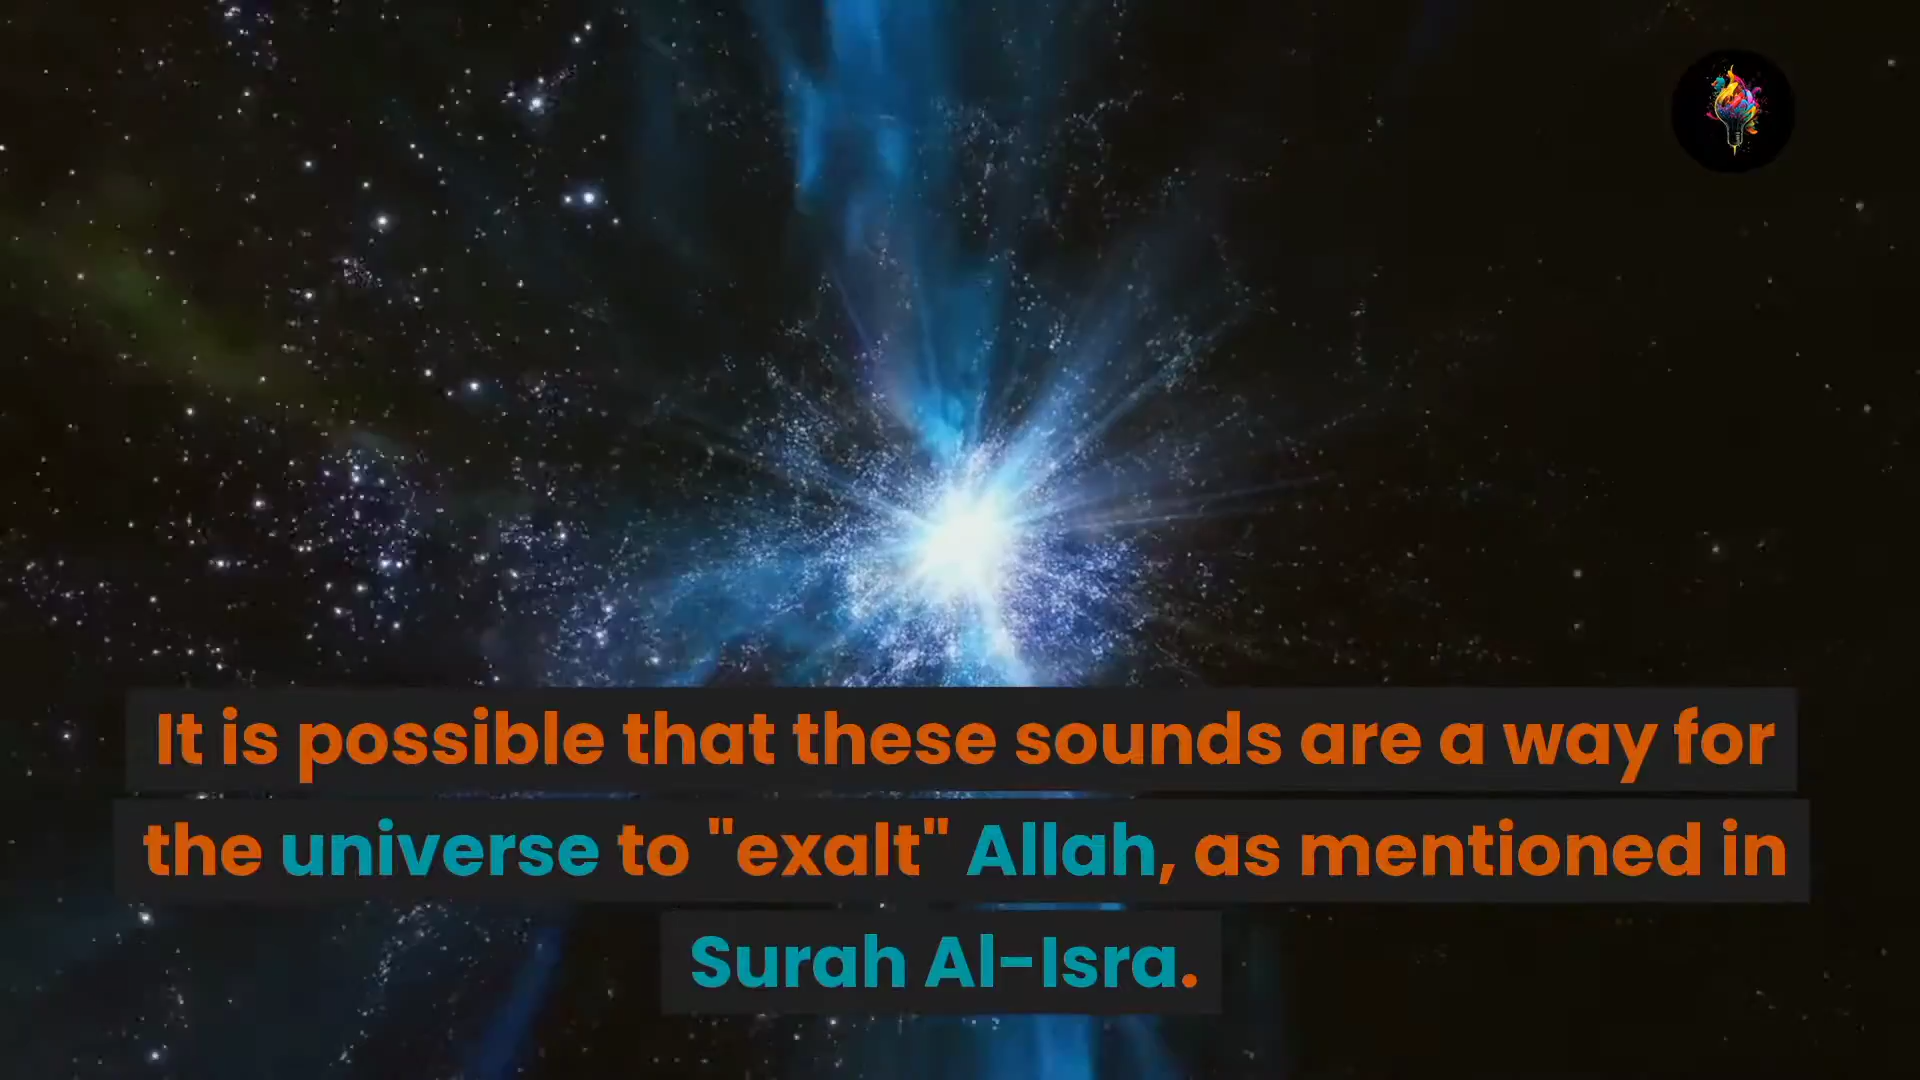 It is possible that these sounds are a way for
the universe to "exalt" Allah, as mentioned in
Surah Al-Isra.